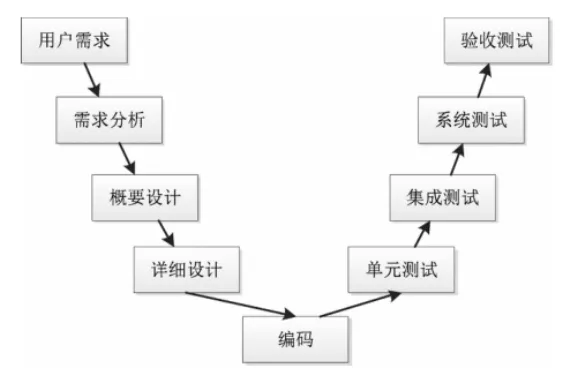 用户需求
验收测试
需求分析
系统测试
概要设计
集成测试
详细设计
单元测试
编码